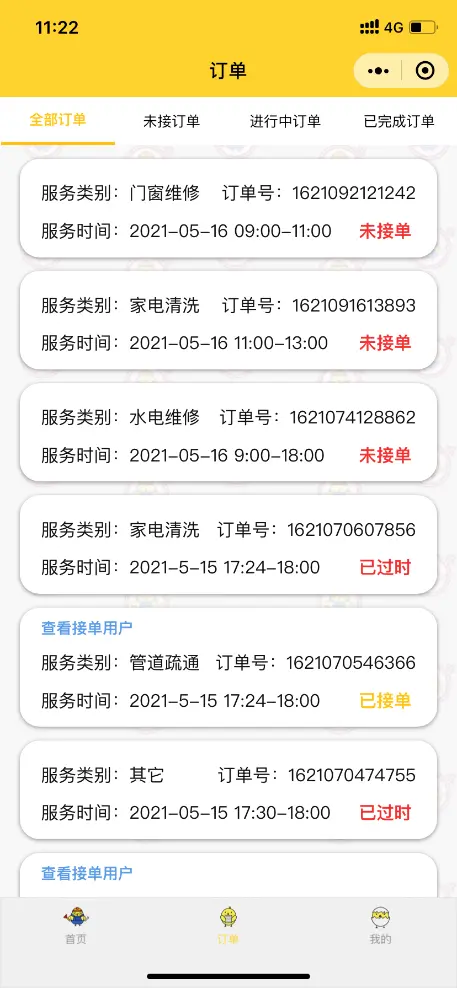 11:22
4G
订单
全部订单 未接订单 进行中订单 已完成订单
服务类别：门窗维修 订单号：1621092121242
服务时间：2021-05-16 09:00-11:00 未接单
服务类别：家电清洗 订单号：1621091613893
服务时间：2021-05-16 11:00-13:00 未接单
服务类别：水电维修 订单号：1621074128862
服务时间：2021-05-16 9:00-18:00 未接单
服务类别：家电清洗 订单号：1621070607856
服务时间：2021-5-15 17:24-18:00 已过时
查看接单用户
服务类别：管道疏通 订单号：1621070546366
服务时间：2021-5-15 17:24-18:00 已接单
服务类别：其它 订单号：1621070474755
服务时间：2021-05-15 17:30-18:00 已过时
查看接单用户
首页 订单 我的